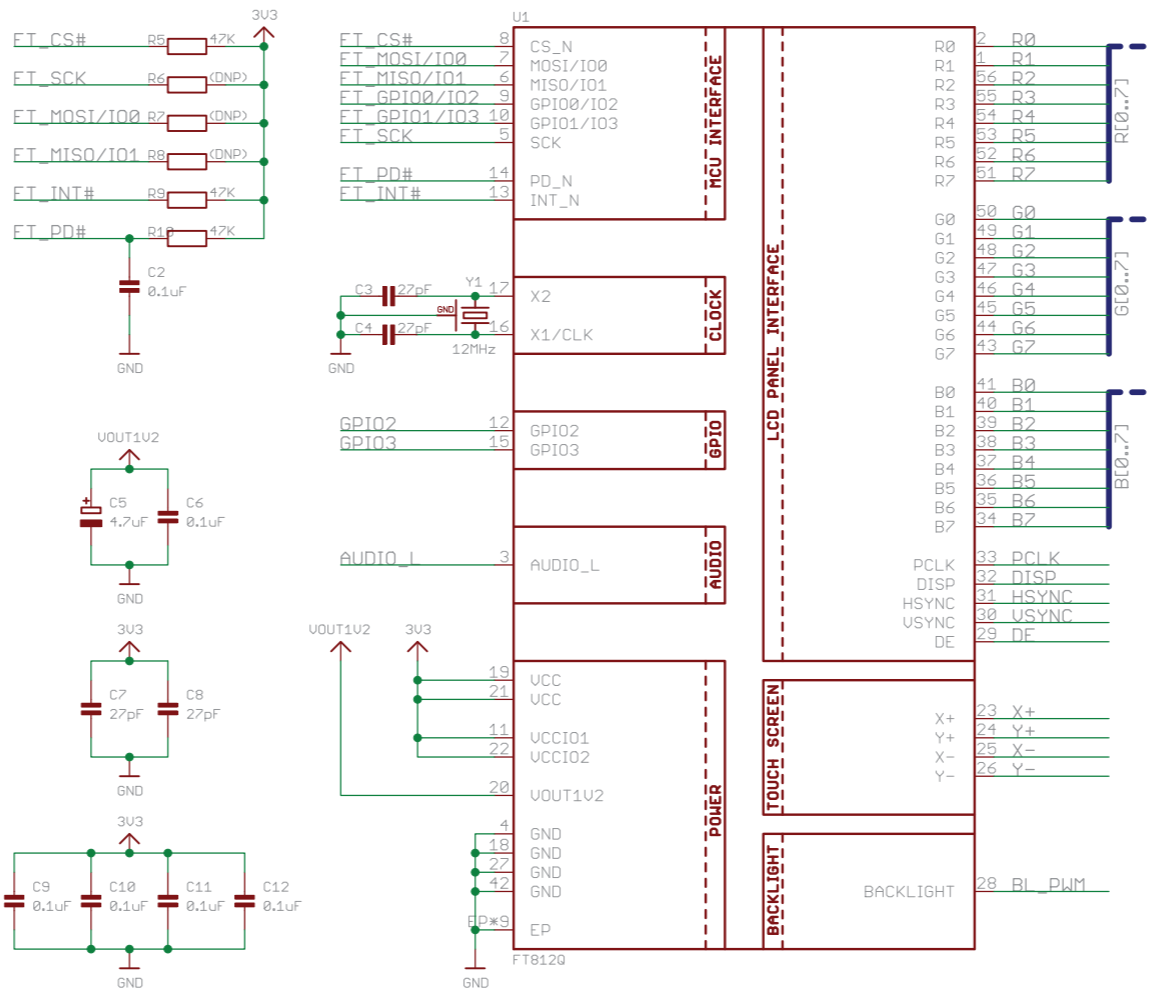 3V3
FT_CS# R5 47K
FT_SCK R6 (DNP)
FT_MOSI/IO0 R7 (DNP)
FT_MISO/IO1 R8 (DNP)
FT_INT# R9 47K
FT_PD# R10 47K
C2
0.1uF
GND
VOUT1V2
C5
4.7uF
C6
0.1uF
GND
3V3
C7
27pF
C8
27pF
GND
3V3
C9
0.1uF
C10
0.1uF
C11
0.1uF
C12
0.1uF
GND
U1
FT_CS# 8 CS_N
FT_MOSI/IO0 7 MOSI/IO0
FT_MISO/IO1 6 MISO/IO1
FT_GPIO0/IO2 9 GPIO0/IO2
FT_GPIO1/IO3 10 GPIO1/IO3
FT_SCK 5 SCK
FT_PD# 14 PD_N
FT_INT# 13 INT_N
MCU INTERFACE
C3 27pF Y1 17 X2
GND
C4 27pF 16 X1/CLK
12MHz
GND
CLOCK
GPIO2 12 GPIO2
GPIO3 15 GPIO3
GPIO
AUDIO_L 3 AUDIO_L
AUDIO
VOUT1V2 3V3
19 VCC
21 VCC
11 VCCIO1
22 VCCIO2
20 VOUT1V2
4 GND
18 GND
27 GND
42 GND
EP*9 EP
POWER
GND
FT812Q
LCD PANEL INTERFACE
R0 2 R0
R1 1 R1
R2 56 R2
R3 55 R3
R4 54 R4
R5 53 R5
R6 52 R6
R7 51 R7
R[0..7]
G0 50 G0
G1 49 G1
G2 48 G2
G3 47 G3
G4 46 G4
G5 45 G5
G6 44 G6
G7 43 G7
G[0..7]
B0 41 B0
B1 40 B1
B2 39 B2
B3 38 B3
B4 37 B4
B5 36 B5
B6 35 B6
B7 34 B7
B[0..7]
PCLK 33 PCLK
DISP 32 DISP
HSYNC 31 HSYNC
VSYNC 30 VSYNC
DE 29 DE
TOUCH SCREEN
X+ 23 X+
Y+ 24 Y+
X- 25 X-
Y- 26 Y-
BACKLIGHT
BACKLIGHT 28 BL_PWM